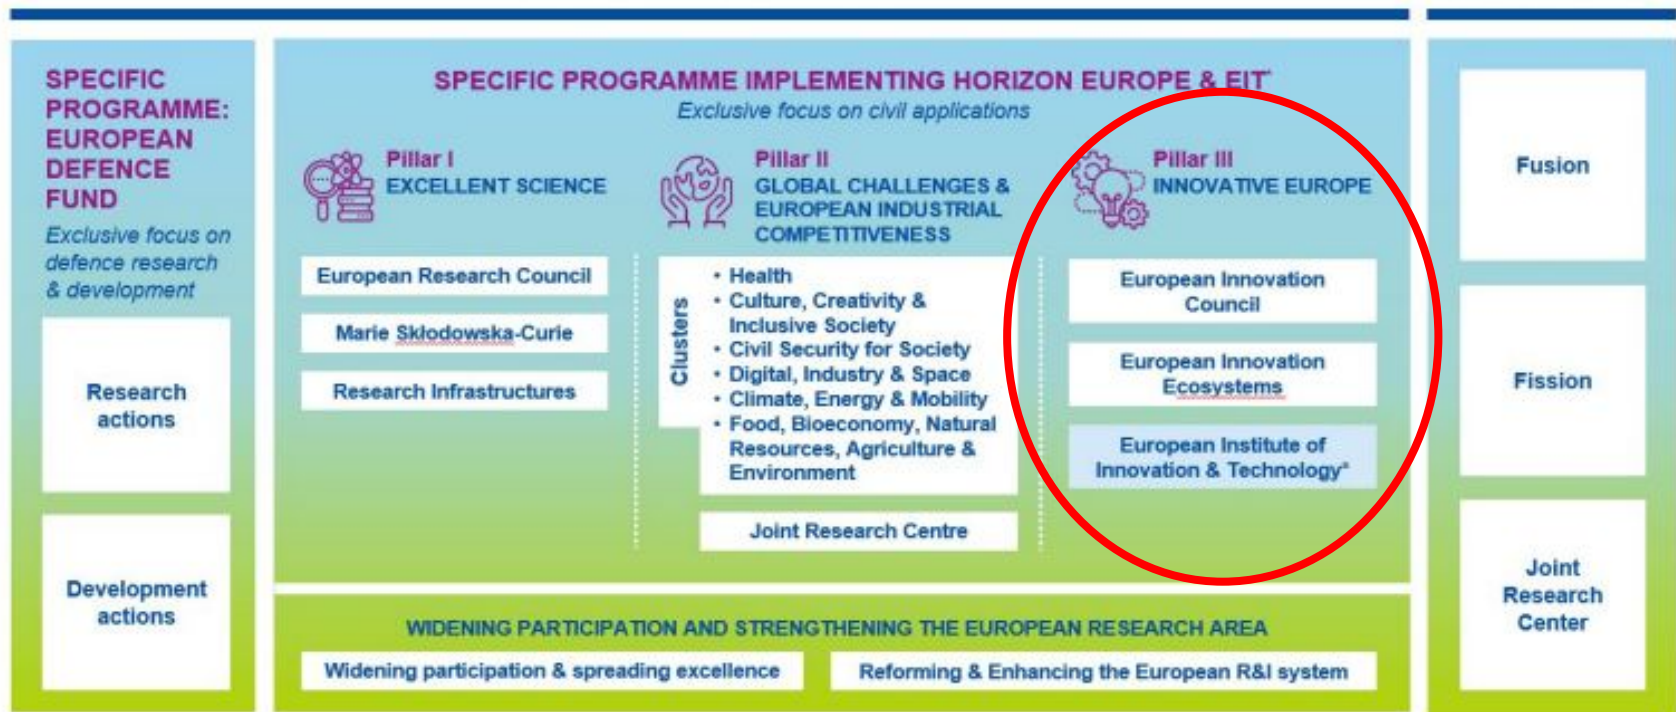 SPECIFIC
PROGRAMME:
EUROPEAN
DEFENCE
FUND
Exclusive focus on
defence research
& development
Research
actions
Development
actions
SPECIFIC PROGRAMME IMPLEMENTING HORIZON EUROPE & EIT*
Exclusive focus on civil applications
Pillar I
EXCELLENT SCIENCE
European Research Council
Marie Skłodowska-Curie
Research Infrastructures
Pillar II
GLOBAL CHALLENGES &
EUROPEAN INDUSTRIAL
COMPETITIVENESS
Clusters
• Health
• Culture, Creativity &
Inclusive Society
• Civil Security for Society
• Digital, Industry & Space
• Climate, Energy & Mobility
• Food, Bioeconomy, Natural
Resources, Agriculture &
Environment
Joint Research Centre
Pillar III
INNOVATIVE EUROPE
European Innovation
Council
European Innovation
Ecosystems
European Institute of
Innovation & Technology*
WIDENING PARTICIPATION AND STRENGTHENING THE EUROPEAN RESEARCH AREA
Widening participation & spreading excellence
Reforming & Enhancing the European R&I system
Fusion
Fission
Joint
Research
Center